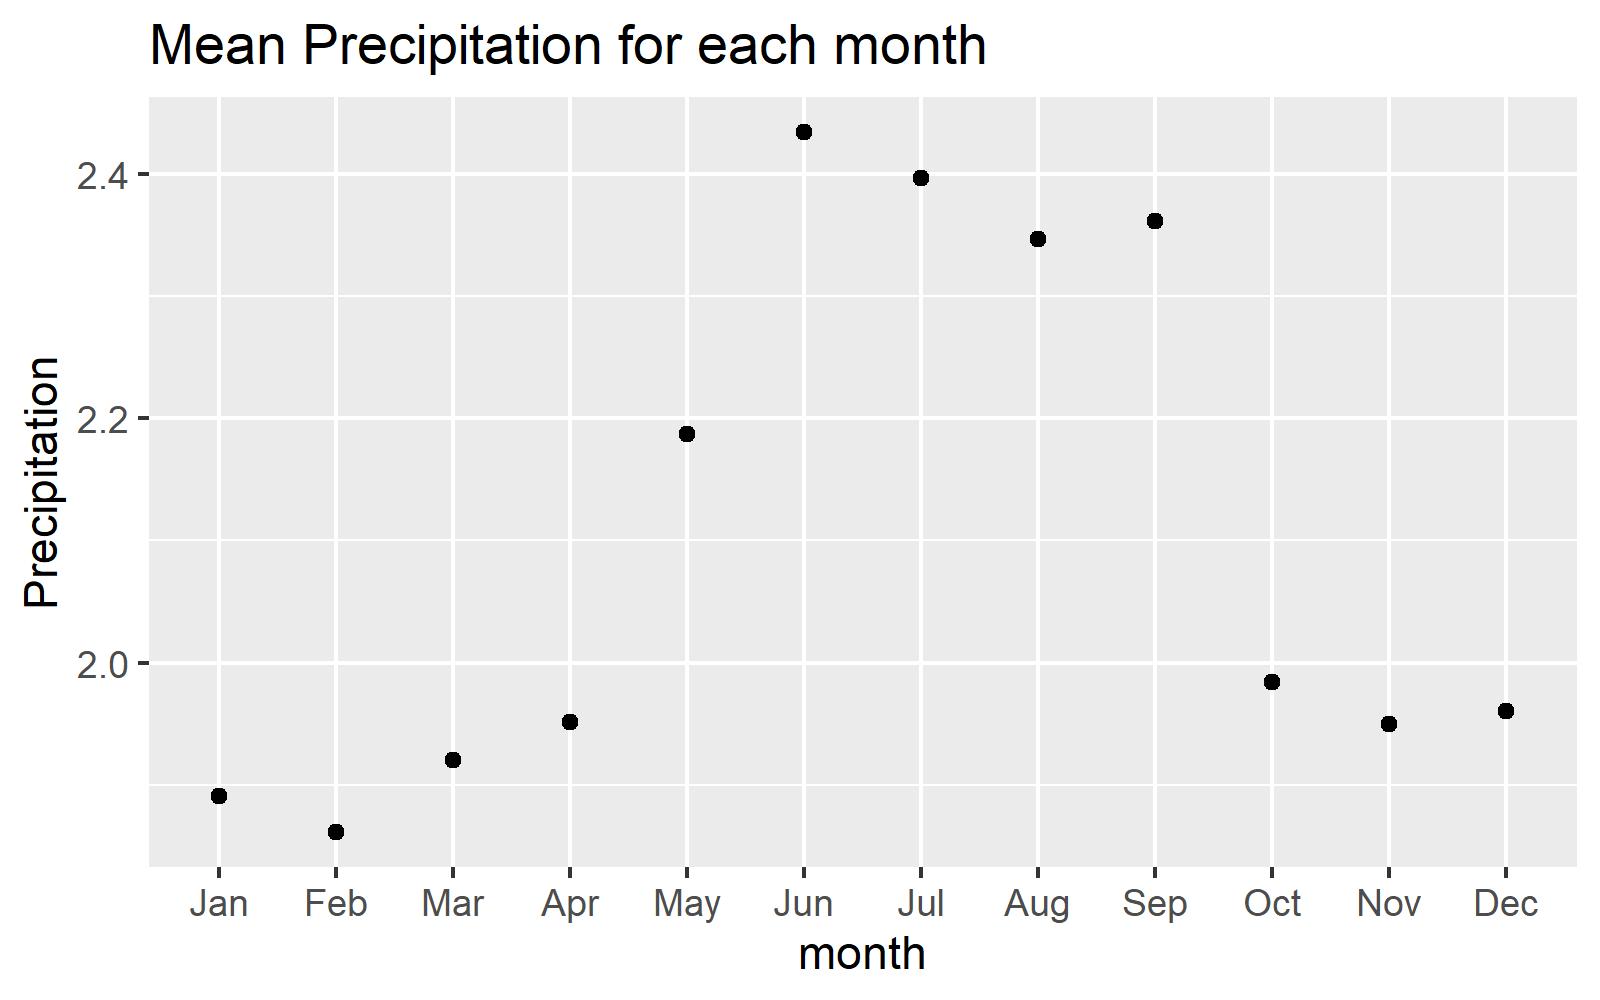 Mean Precipitation for each month
Precipitation
2.4
2.2
2.0
Jan Feb Mar Apr May Jun Jul Aug Sep Oct Nov Dec
month